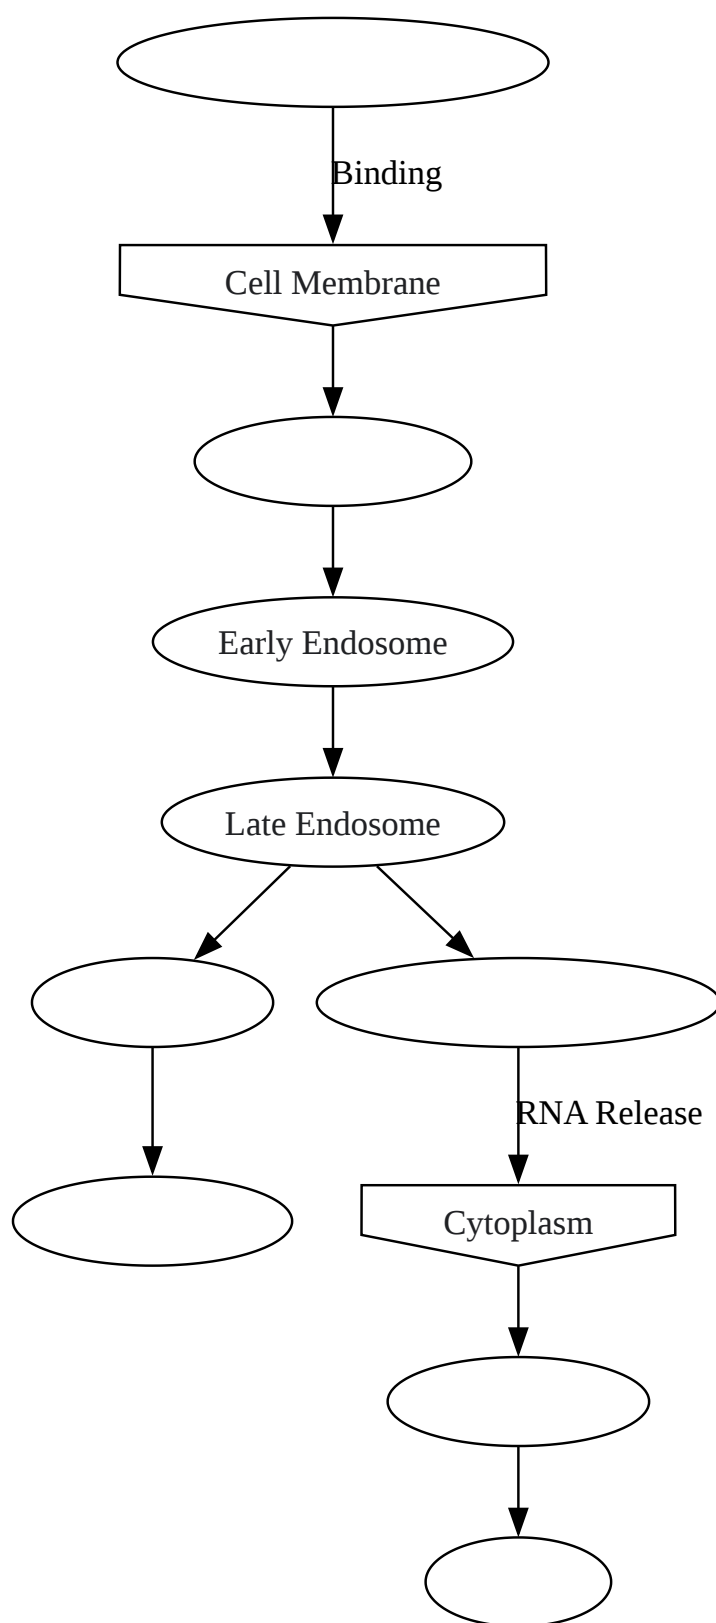 Binding
Cell Membrane
Early Endosome
Late Endosome
RNA Release
Cytoplasm